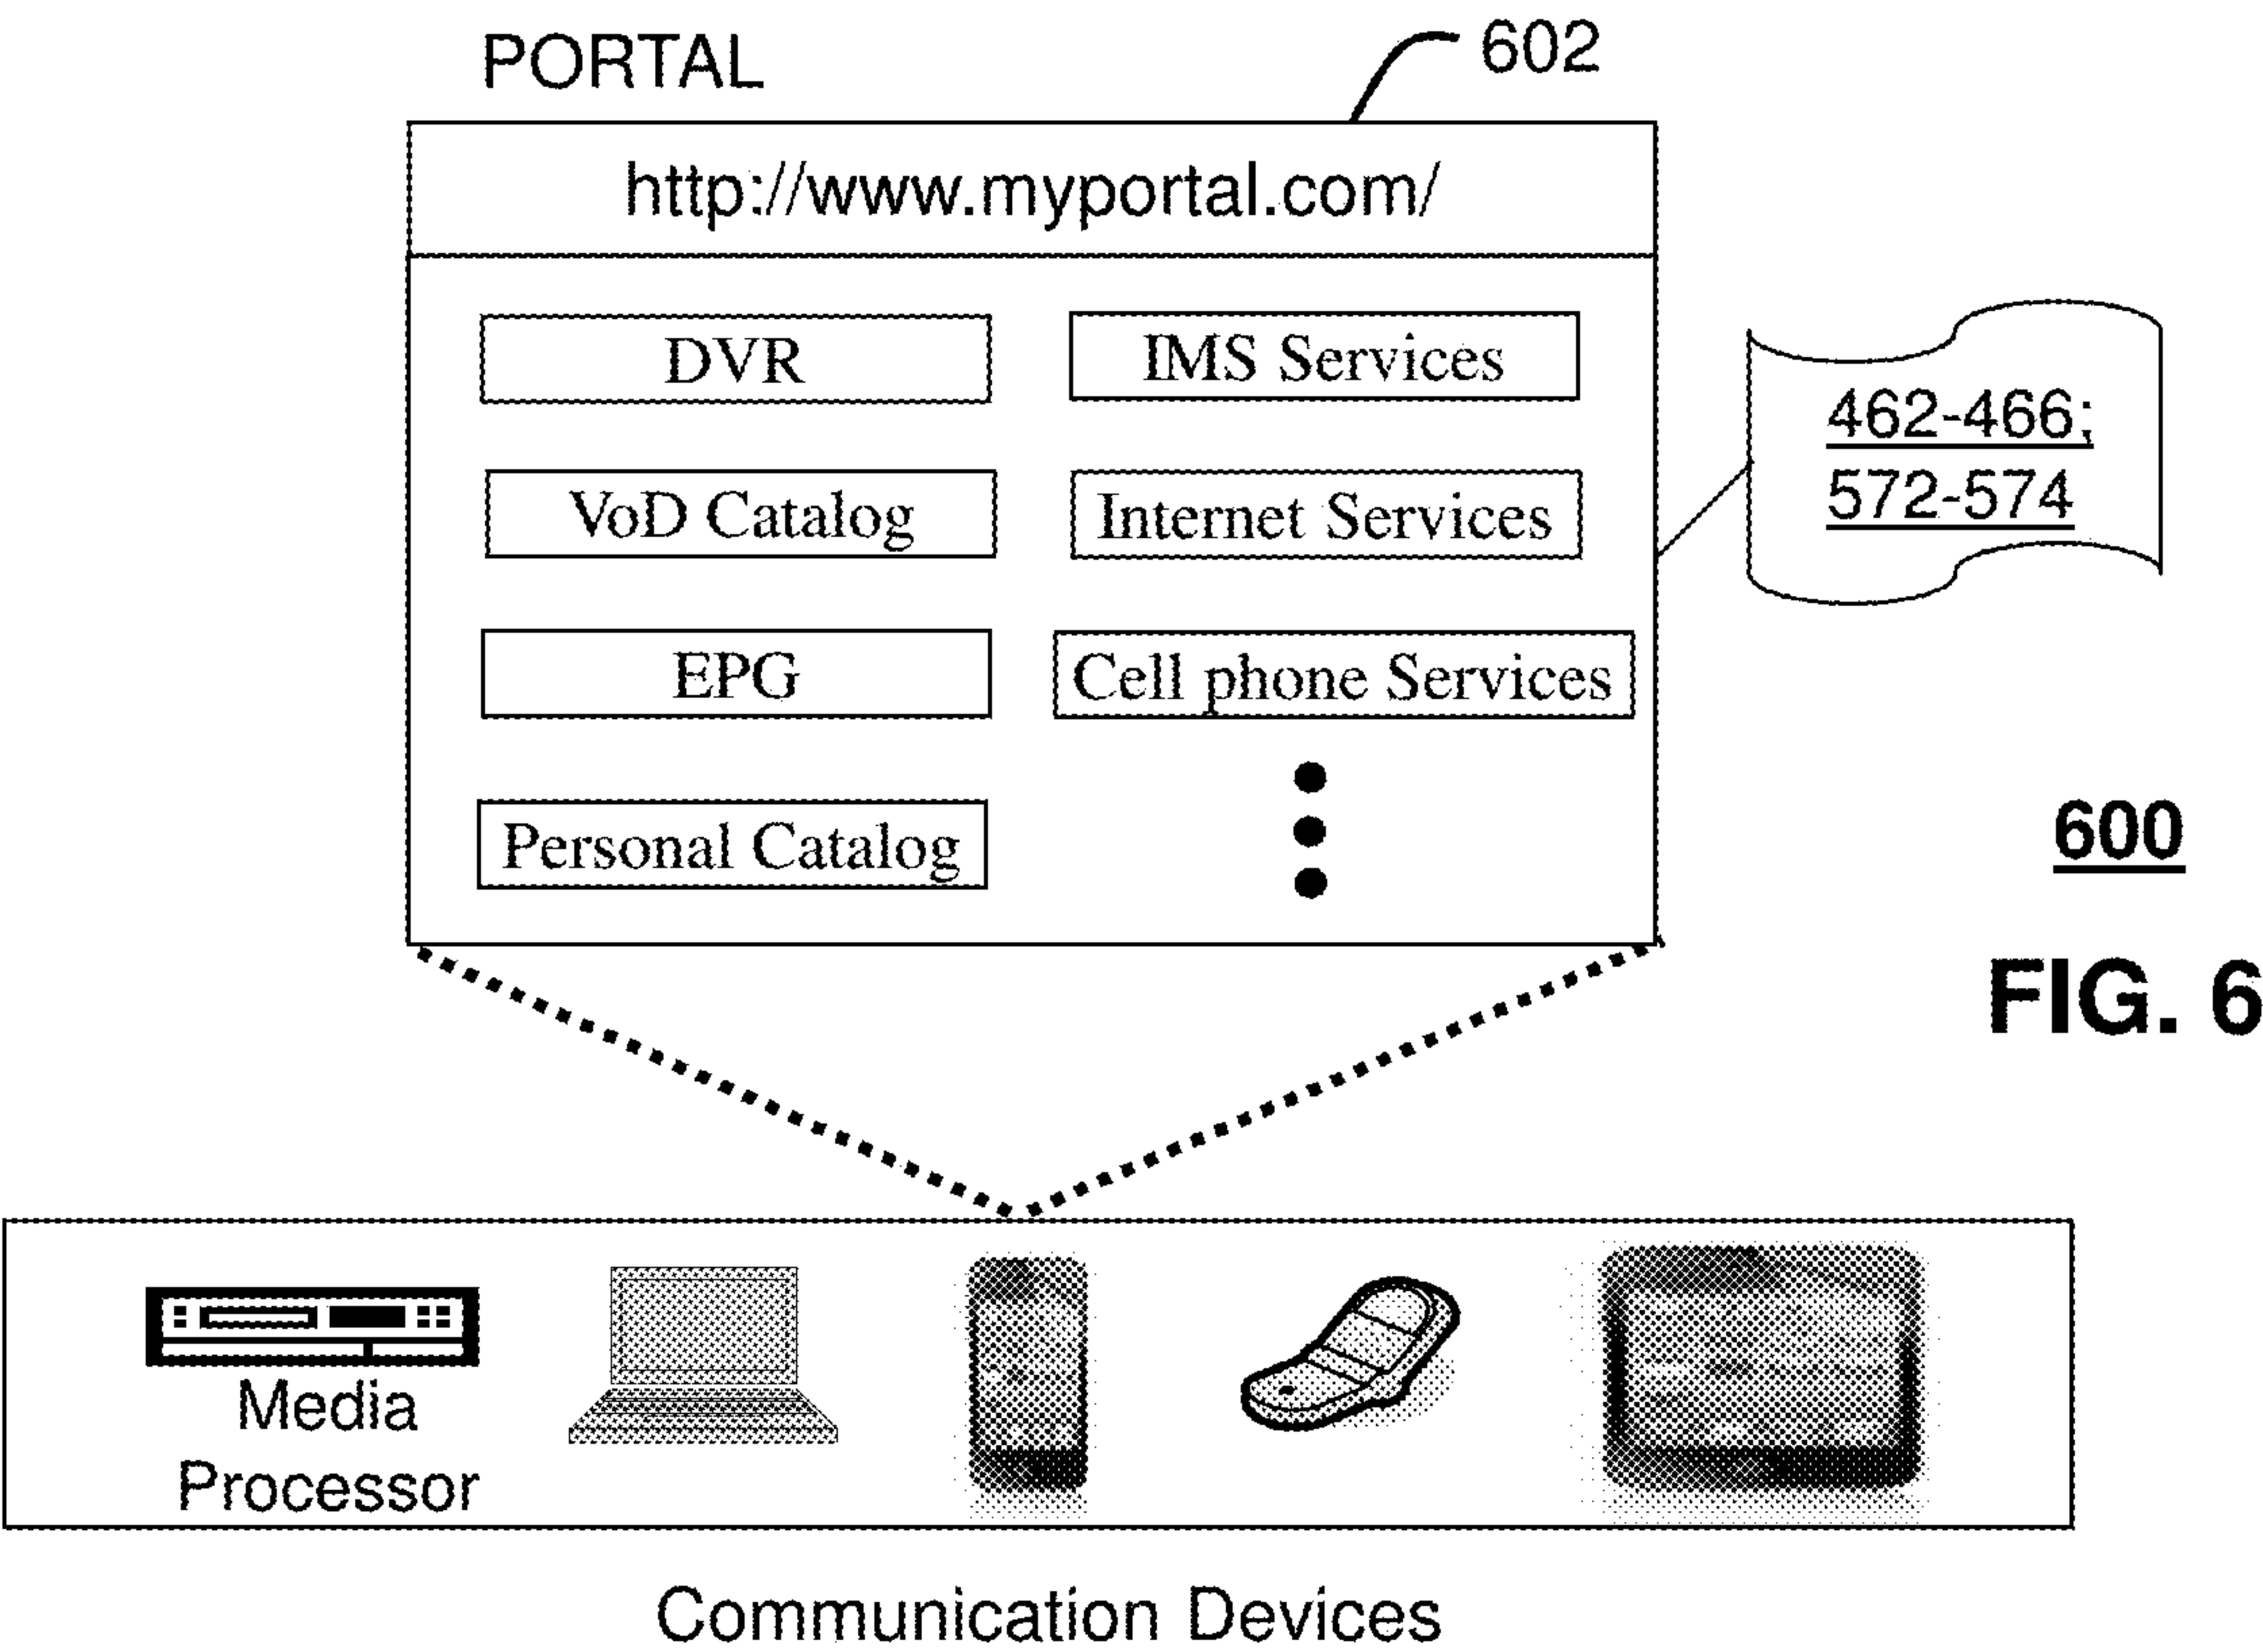 PORTAL
602
http://www.myportal.com/
DVR
IMS Services
462-466;
572-574
VoD Catalog
Internet Services
EPG
Cell phone Services
Personal Catalog
600
FIG. 6
Media
Processor
Communication Devices